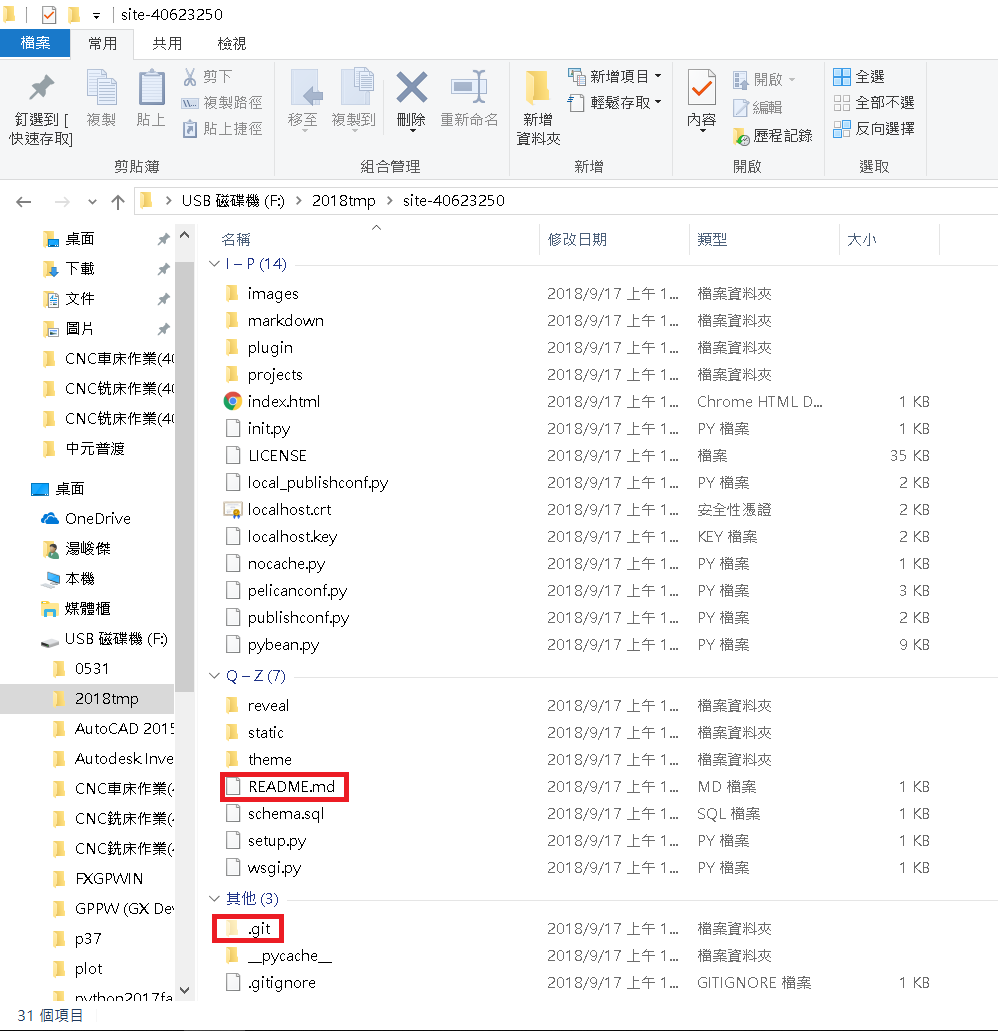 site-40623250
檔案 常用 共用 檢視
釘選到 [
快速存取]
複製
貼上
剪下
複製路徑
貼上捷徑
剪貼簿
移至
複製到
刪除
重新命名
組合管理
新增
資料夾
新增項目
輕鬆存取
新增
內容
開啟
編輯
歷程記錄
開啟
全選
全部不選
反向選擇
選取
USB 磁碟機 (F:) > 2018tmp > site-40623250
桌面
下載
文件
圖片
CNC車床作業(40
CNC铣床作業(40
CNC铣床作業(40
中元普渡
桌面
OneDrive
湯峻傑
本機
媒體櫃
USB 磁碟機 (F:)
0531
2018tmp
AutoCAD 2015
Autodesk Inve
CNC車床作業(4
CNC銑床作業(4
CNC銑床作業(4
FXGPWIN
GPPW (GX Dev
p37
plot
python2017fa
名稱 修改日期 類型 大小
I – P (14)
images 2018/9/17 上午 1... 檔案資料夾
markdown 2018/9/17 上午 1... 檔案資料夾
plugin 2018/9/17 上午 1... 檔案資料夾
projects 2018/9/17 上午 1... 檔案資料夾
index.html 2018/9/17 上午 1... Chrome HTML D... 1 KB
init.py 2018/9/17 上午 1... PY 檔案 1 KB
LICENSE 2018/9/17 上午 1... 檔案 35 KB
local_publishconf.py 2018/9/17 上午 1... PY 檔案 2 KB
localhost.crt 2018/9/17 上午 1... 安全性憑證 2 KB
localhost.key 2018/9/17 上午 1... KEY 檔案 2 KB
nocache.py 2018/9/17 上午 1... PY 檔案 1 KB
pelicanconf.py 2018/9/17 上午 1... PY 檔案 3 KB
publishconf.py 2018/9/17 上午 1... PY 檔案 2 KB
pybean.py 2018/9/17 上午 1... PY 檔案 9 KB
Q – Z (7)
reveal 2018/9/17 上午 1... 檔案資料夾
static 2018/9/17 上午 1... 檔案資料夾
theme 2018/9/17 上午 1... 檔案資料夾
README.md 2018/9/17 上午 1... MD 檔案 1 KB
schema.sql 2018/9/17 上午 1... SQL 檔案 1 KB
setup.py 2018/9/17 上午 1... PY 檔案 1 KB
wsgi.py 2018/9/17 上午 1... PY 檔案 1 KB
其他 (3)
.git 2018/9/17 上午 1... 檔案資料夾
__pycache__ 2018/9/17 上午 1... 檔案資料夾
.gitignore 2018/9/17 上午 1... GITIGNORE 檔案 1 KB
31 個項目